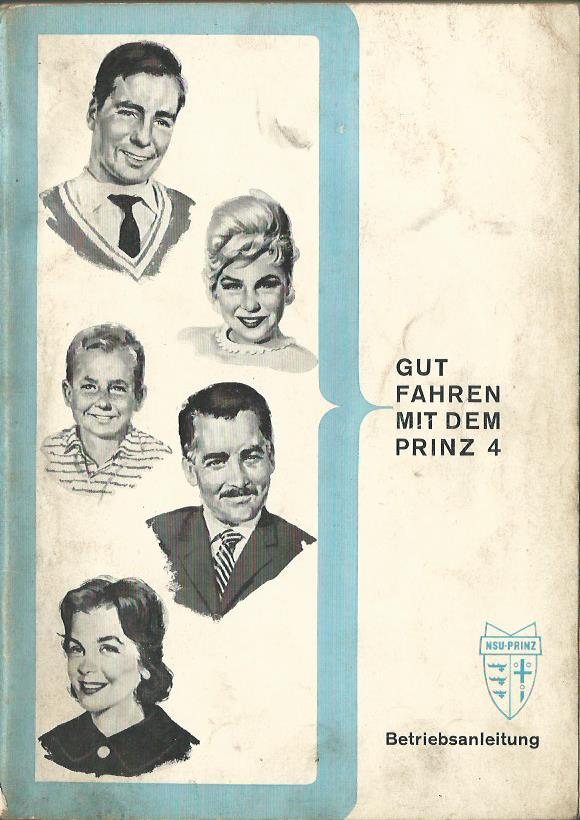 GUT
FAHREN
MIT DEM
PRINZ 4
NSU-PRINZ
Betriebsanleitung